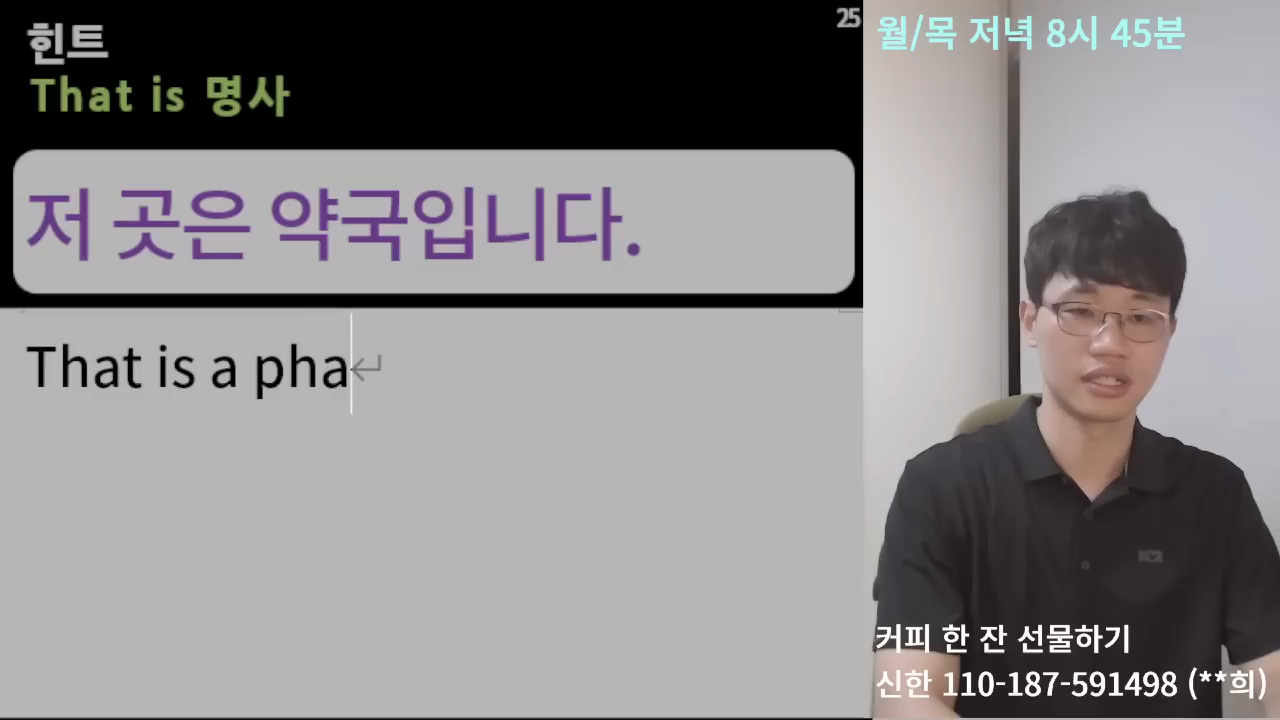 힌트
That is 명사
25
저 곳은 약국입니다.
That is a pha↵
월/목 저녁 8시 45분
커피 한 잔 선물하기
신한 110-187-591498 (**희)